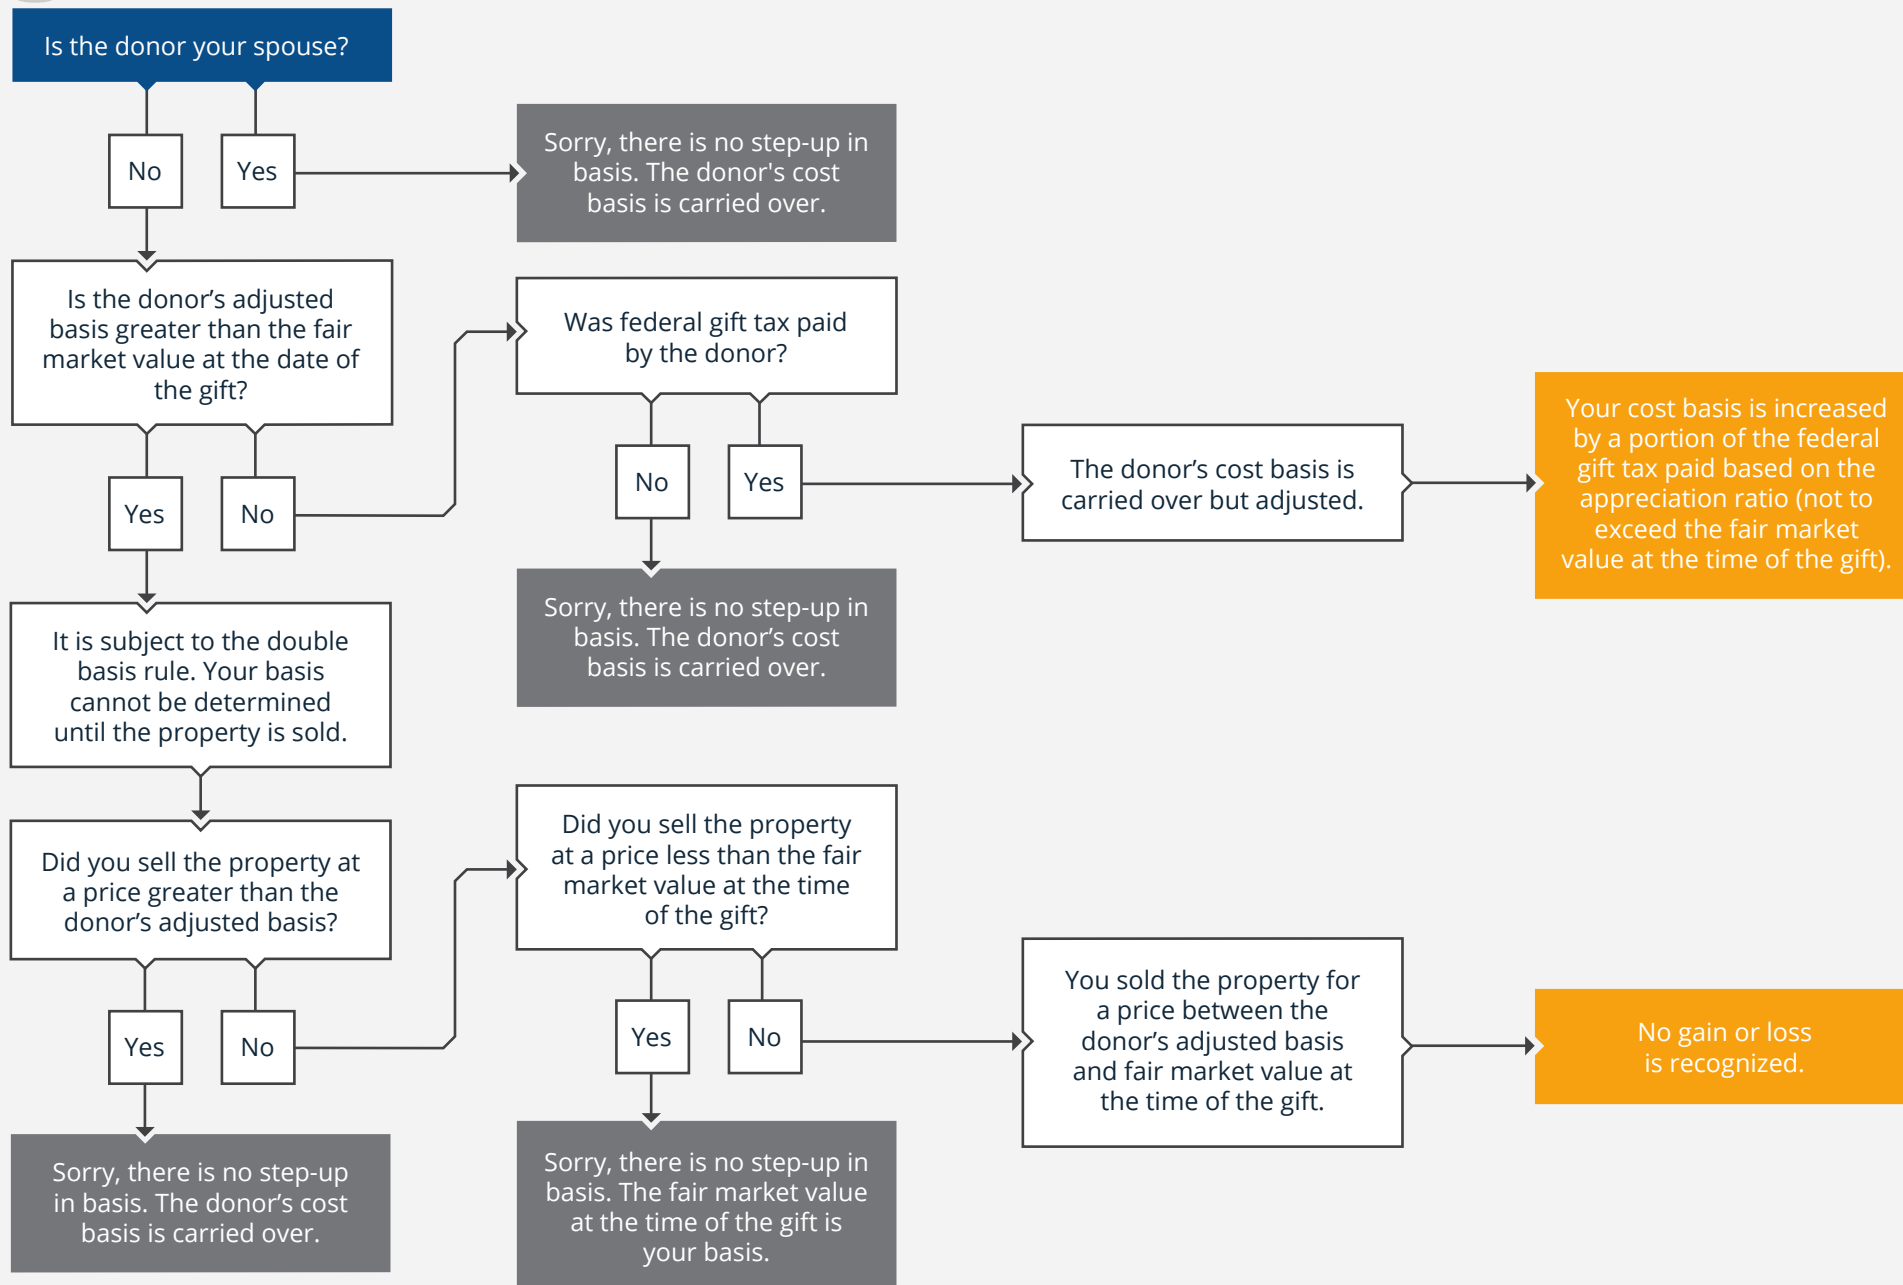 Is the donor your spouse?
No
Yes
Sorry, there is no step-up in
basis. The donor's cost
basis is carried over.
Is the donor’s adjusted
basis greater than the fair
market value at the date of
the gift?
Yes
No
Was federal gift tax paid
by the donor?
No
Yes
The donor’s cost basis is
carried over but adjusted.
Your cost basis is increased
by a portion of the federal
gift tax paid based on the
appreciation ratio (not to
exceed the fair market
value at the time of the gift).
Sorry, there is no step-up in
basis. The donor’s cost
basis is carried over.
It is subject to the double
basis rule. Your basis
cannot be determined
until the property is sold.
Did you sell the property at
a price greater than the
donor’s adjusted basis?
Yes
No
Did you sell the property
at a price less than the fair
market value at the time
of the gift?
Yes
No
You sold the property for
a price between the
donor’s adjusted basis
and fair market value at
the time of the gift.
No gain or loss
is recognized.
Sorry, there is no step-up
in basis. The donor’s cost
basis is carried over.
Sorry, there is no step-up in
basis. The fair market value
at the time of the gift is
your basis.